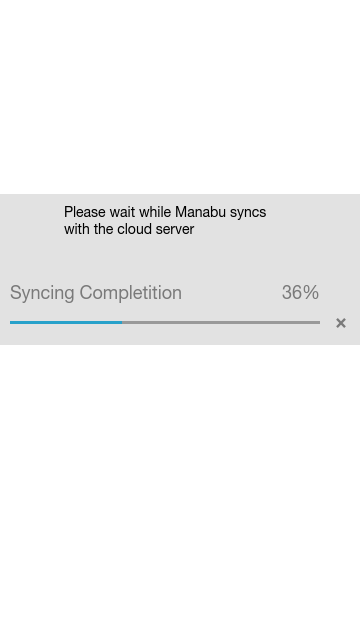 Please wait while Manabu syncs
with the cloud server
Syncing Completition 36%